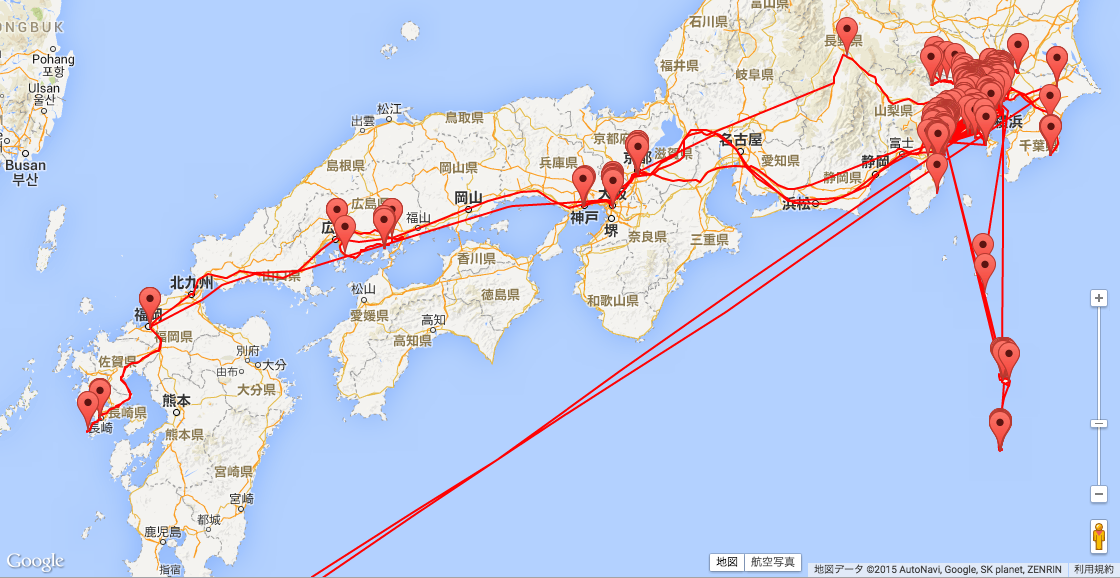 ONGBUK
Pohang
포항
Ulsan
울산
Busan
부산
石川県
富山県
長野県
福井県
岐阜県
山梨県
松江
出雲
鳥取県
島根県
岡山県
兵庫県
京都府
滋賀県
名古屋
愛知県
富士
静岡
静岡県
浜松
横浜
千葉県
広島県
福山
岡山
神戸
大阪
堺
奈良県
三重県
北九州
山口県
香川県
松山
徳島県
和歌山県
愛媛県
高知
高知県
福岡
福岡県
別府
大分
由布
佐賀県
大分県
長崎県
長崎
熊本
熊本県
宮崎県
宮崎
都城
鹿児島
指宿
Google
地図
航空写真
地図データ ©2015 AutoNavi, Google, SK planet, ZENRIN
利用規約